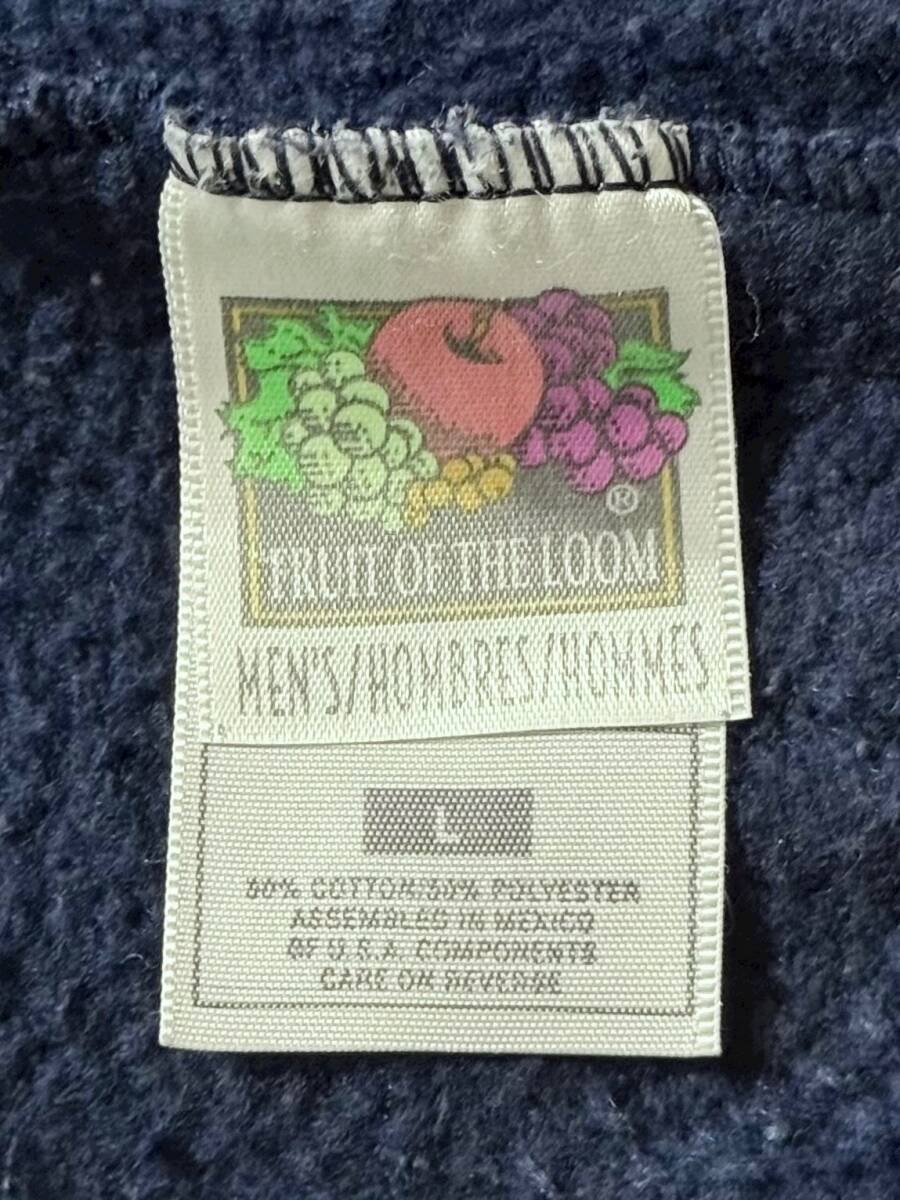 ®
FRUIT OF THE LOOM
MEN'S/HOMBRES/HOMMES
L
50% COTTON/50% POLYESTER
ASSEMBLED IN MEXICO
OF U.S.A. COMPONENTS
CARE ON REVERSE